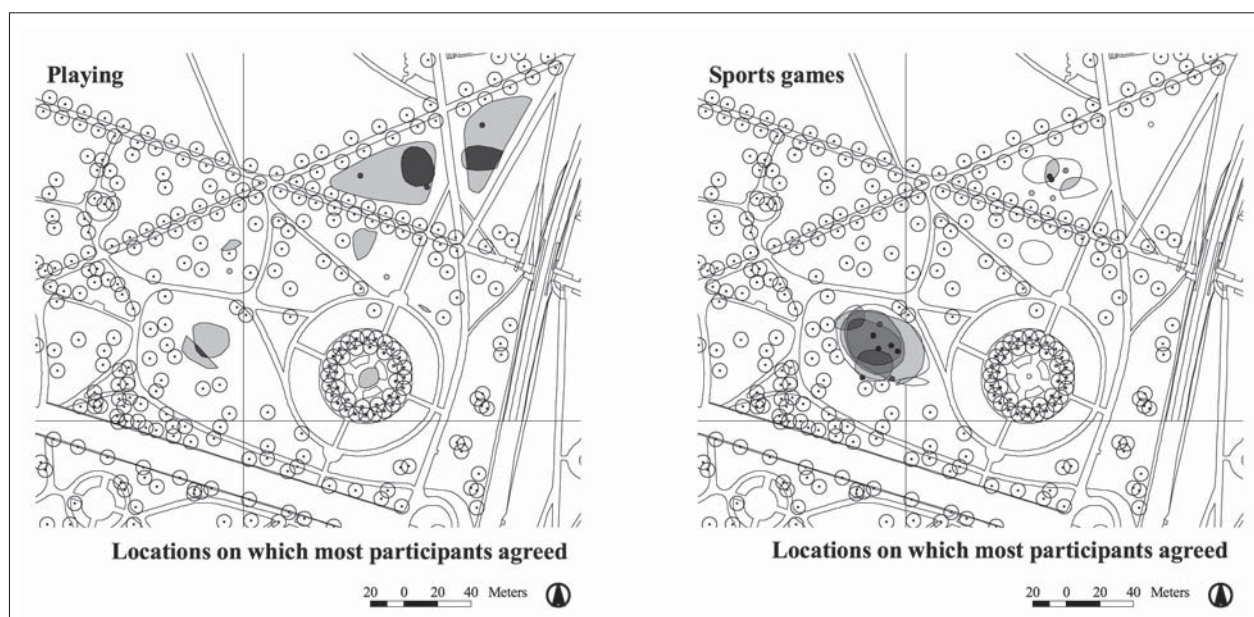 Playing
Sports games
Locations on which most participants agreed
Locations on which most participants agreed
20 0 20 40 Meters
20 0 20 40 Meters